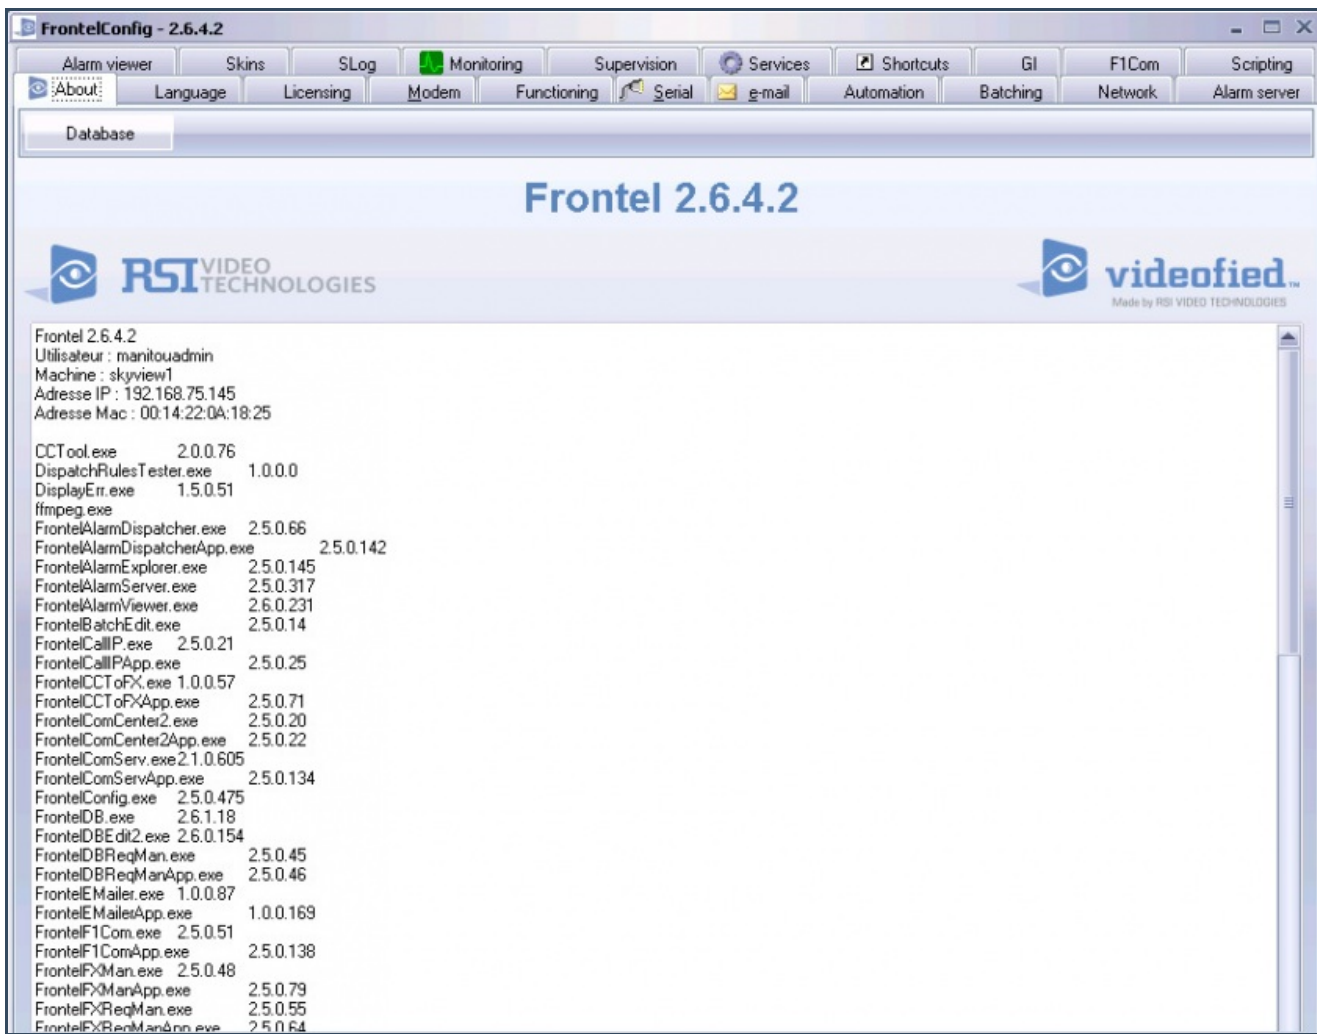 FrontelConfig - 2.6.4.2
Alarm viewer Skins SLog Monitoring Supervision Services Shortcuts GI F1Com Scripting
About Language Licensing Modem Functioning Serial e-mail Automation Batching Network Alarm server
Database
Frontel 2.6.4.2
RSI VIDEO TECHNOLOGIES
videofied™
Made by RSI VIDEO TECHNOLOGIES
Frontel 2.6.4.2
Utilisateur : manitouadmin
Machine : skyview1
Adresse IP : 192.168.75.145
Adresse Mac : 00:14:22:0A:18:25
CCTool.exe 2.0.0.76
DispatchRulesTester.exe 1.0.0.0
DisplayErr.exe 1.5.0.51
ffmpeg.exe
FrontelAlarmDispatcher.exe 2.5.0.66
FrontelAlarmDispatcherApp.exe 2.5.0.142
FrontelAlarmExplorer.exe 2.5.0.145
FrontelAlarmServer.exe 2.5.0.317
FrontelAlarmViewer.exe 2.6.0.231
FrontelBatchEdit.exe 2.5.0.14
FrontelCallIP.exe 2.5.0.21
FrontelCallIPApp.exe 2.5.0.25
FrontelCCToFX.exe 1.0.0.57
FrontelCCToFXApp.exe 2.5.0.71
FrontelComCenter2.exe 2.5.0.20
FrontelComCenter2App.exe 2.5.0.22
FrontelComServ.exe 2.1.0.605
FrontelComServApp.exe 2.5.0.134
FrontelConfig.exe 2.5.0.475
FrontelDB.exe 2.6.1.18
FrontelDBEdit2.exe 2.6.0.154
FrontelDBReqMan.exe 2.5.0.45
FrontelDBReqManApp.exe 2.5.0.46
FrontelEMailer.exe 1.0.0.87
FrontelEMailerApp.exe 1.0.0.169
FrontelF1Com.exe 2.5.0.51
FrontelF1ComApp.exe 2.5.0.138
FrontelFXMan.exe 2.5.0.48
FrontelFXManApp.exe 2.5.0.79
FrontelFXReqMan.exe 2.5.0.55
FrontelFXReqManApp.exe 2.5.0.64